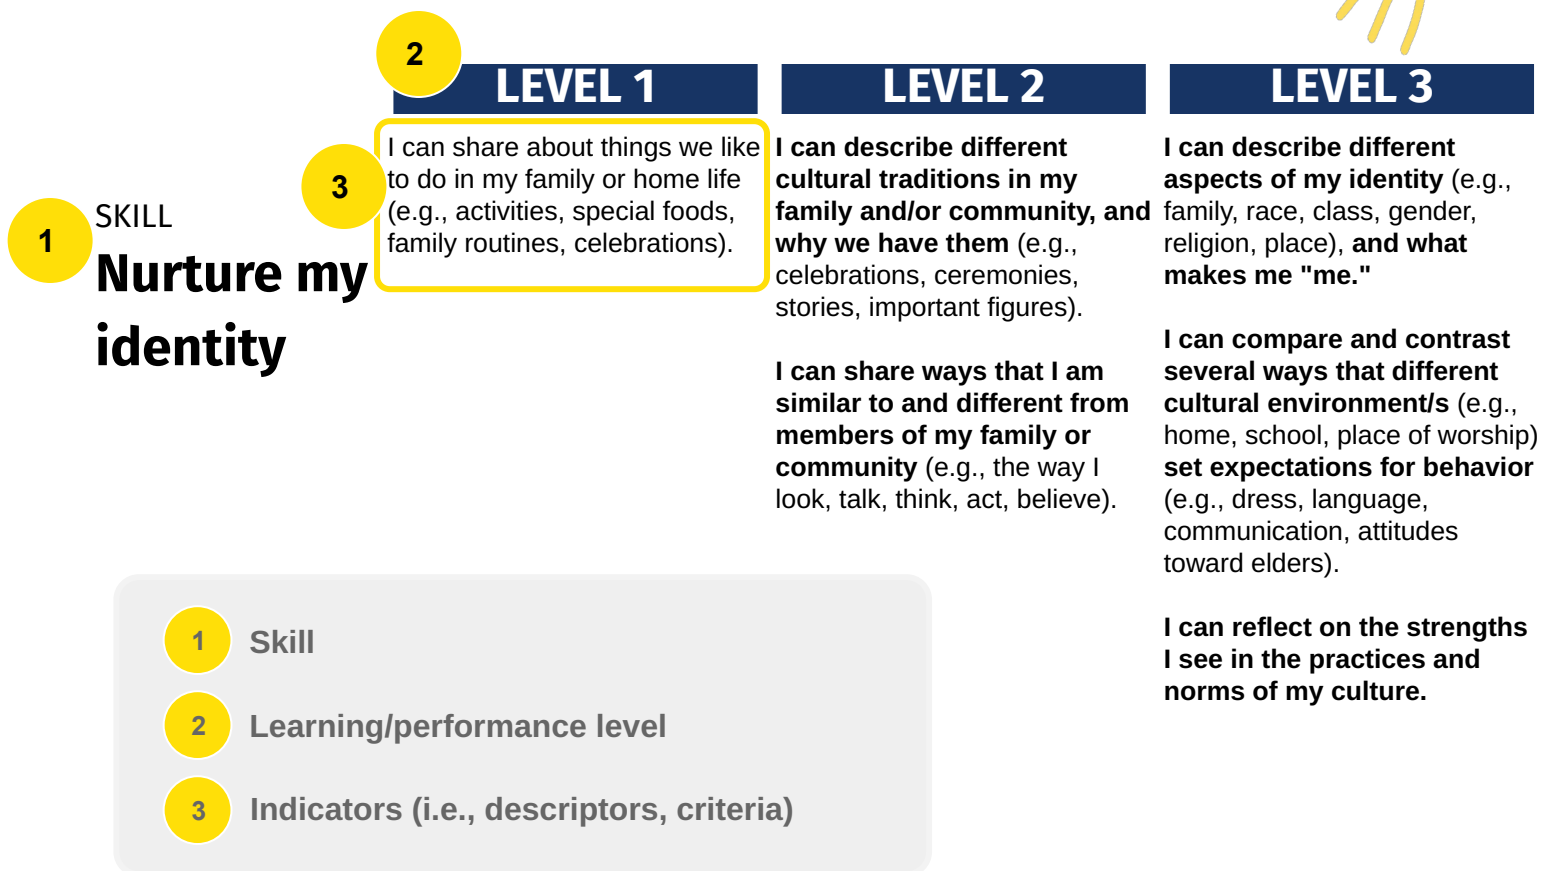 2
LEVEL 1
LEVEL 2
LEVEL 3
1
SKILL
Nurture my
identity
3
I can share about things we like
to do in my family or home life
(e.g., activities, special foods,
family routines, celebrations).
I can describe different
cultural traditions in my
family and/or community, and
why we have them (e.g.,
celebrations, ceremonies,
stories, important figures).
I can share ways that I am
similar to and different from
members of my family or
community (e.g., the way I
look, talk, think, act, believe).
I can describe different
aspects of my identity (e.g.,
family, race, class, gender,
religion, place), and what
makes me "me."
I can compare and contrast
several ways that different
cultural environment/s (e.g.,
home, school, place of worship)
set expectations for behavior
(e.g., dress, language,
communication, attitudes
toward elders).
I can reflect on the strengths
I see in the practices and
norms of my culture.
1 Skill
2 Learning/performance level
3 Indicators (i.e., descriptors, criteria)